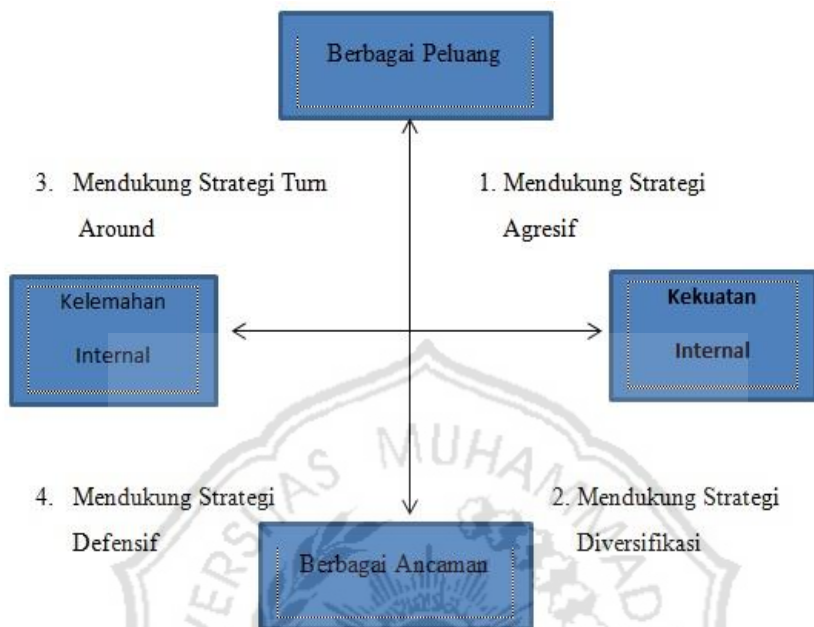 Berbagai Peluang
3. Mendukung Strategi Turn
Around
1. Mendukung Strategi
Agresif
Kelemahan
Internal
Kekuatan
Internal
4. Mendukung Strategi
Defensif
2. Mendukung Strategi
Diversifikasi
Berbagai Ancaman
MUHAMMAD